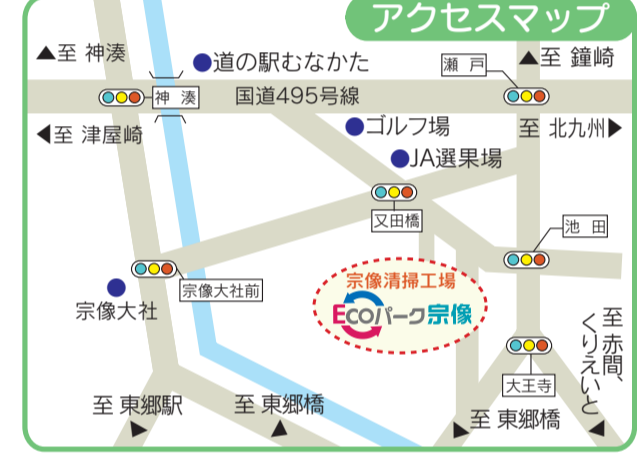 アクセスマップ
▲至 神湊
●道の駅むなかた
瀬 戸
▲至 鐘崎
神 湊
国道495号線
◀至 津屋崎
●ゴルフ場
至 北九州▶
●JA選果場
又田橋
池 田
宗像大社前
宗像清掃工場
Ecoパーク宗像
宗像大社
至 赤間、
くりえいと
大王寺
至 東郷駅
至 東郷橋
至 東郷橋